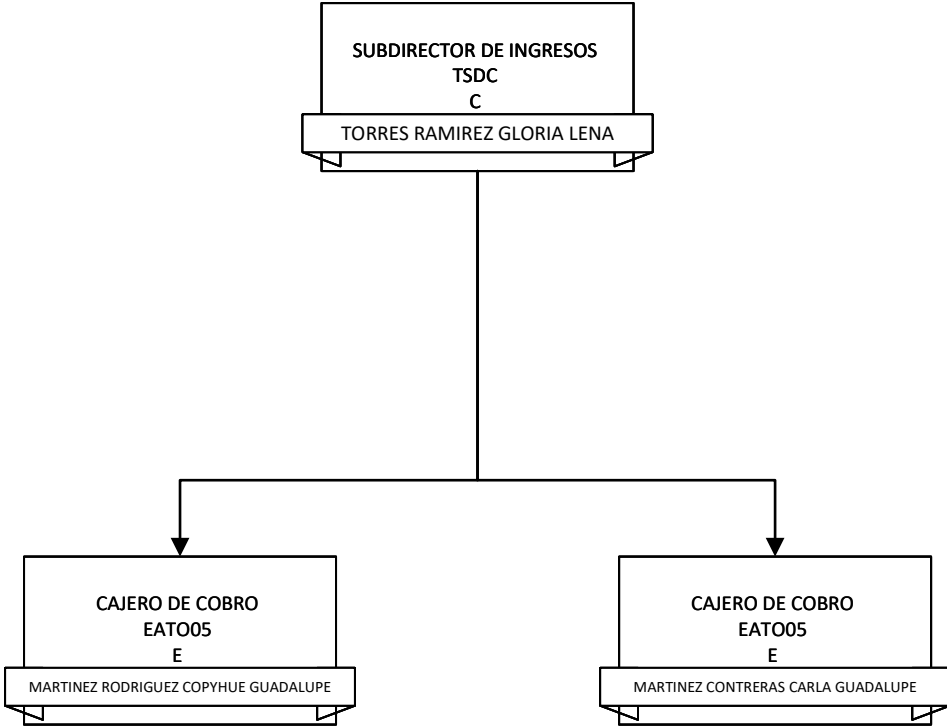 SUBDIRECTOR DE INGRESOS
TSDC
C
TORRES RAMIREZ GLORIA LENA
CAJERO DE COBRO
EATO05
E
MARTINEZ RODRIGUEZ COPYHUE GUADALUPE
CAJERO DE COBRO
EATO05
E
MARTINEZ CONTRERAS CARLA GUADALUPE